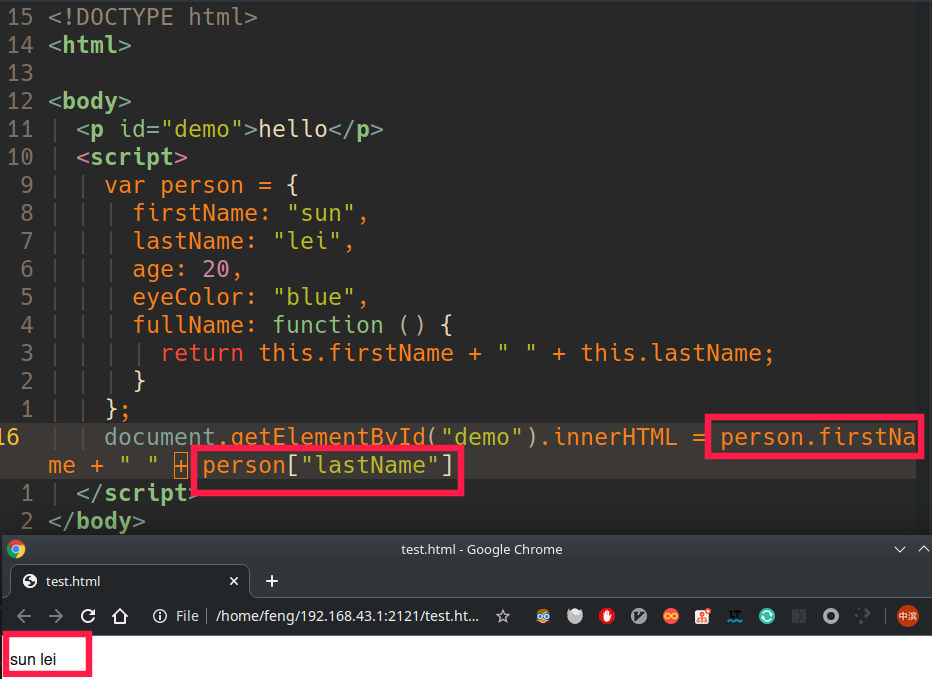 15 <!DOCTYPE html>
14 <html>
13
12 <body>
11 <p id="demo">hello</p>
10 <script>
9 var person = {
8 firstName: "sun",
7 lastName: "lei",
6 age: 20,
5 eyeColor: "blue",
4 fullName: function () {
3 return this.firstName + " " + this.lastName;
2 }
1 };
16 document.getElementById("demo").innerHTML = person.firstNa
me + " " + person["lastName"]
1 </script>
2 </body>
test.html - Google Chrome
test.html
File /home/feng/192.168.43.1:2121/test.ht...
中滨
sun lei